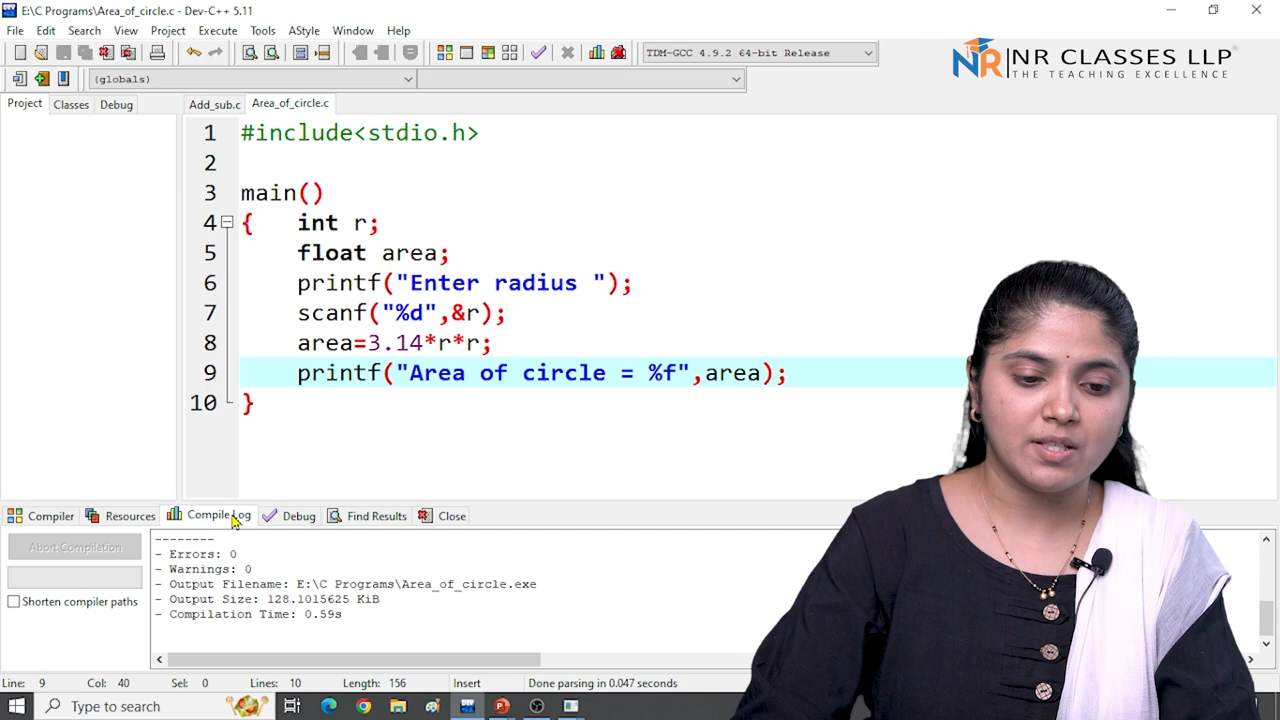 E:\C Programs\Area_of_circle.c - Dev-C++ 5.11
File Edit Search View Project Execute Tools AStyle Window Help
TDM-GCC 4.9.2 64-bit Release
NR NR CLASSES LLP
THE TEACHING EXCELLENCE
(globals)
Project Classes Debug Add_sub.c Area_of_circle.c
1 #include<stdio.h>
2
3 main()
4 { int r;
5 float area;
6 printf("Enter radius ");
7 scanf("%d",&r);
8 area=3.14*r*r;
9 printf("Area of circle = %f",area);
10 }
Compiler Resources Compile Log Debug Find Results Close
Abort Compilation
Shorten compiler paths
--------
- Errors: 0
- Warnings: 0
- Output Filename: E:\C Programs\Area_of_circle.exe
- Output Size: 128.1015625 KiB
- Compilation Time: 0.59s
Line: 9 Col: 40 Sel: 0 Lines: 10 Length: 156 Insert Done parsing in 0.047 seconds
Type here to search